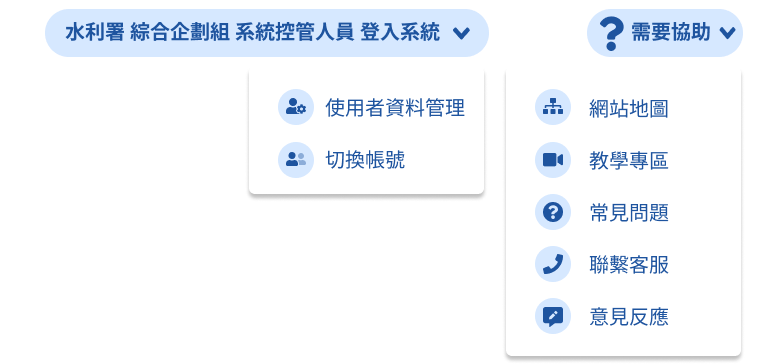 水利署 綜合企劃組 系統控管人員 登入系統
使用者資料管理
切換帳號
需要協助
網站地圖
教學專區
常見問題
聯繫客服
意見反應